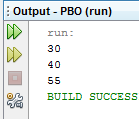 Output - PBO (run)
run:
30
40
55
BUILD SUCCESS